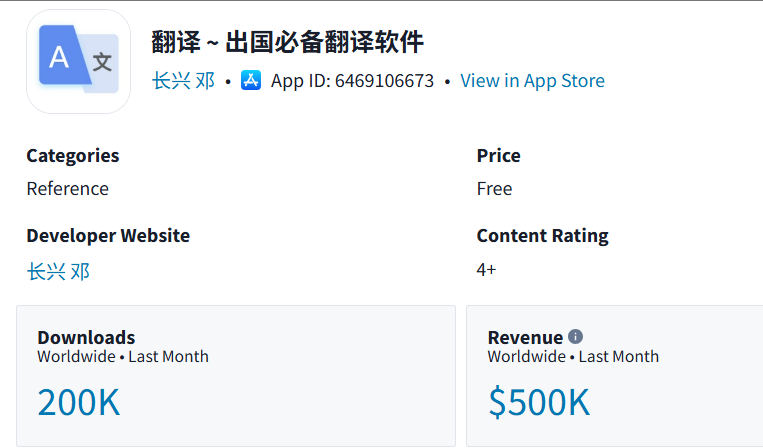 A 文
翻译 ~ 出国必备翻译软件
长兴 邓 • App ID: 6469106673 • View in App Store
Categories
Price
Reference
Free
Developer Website
Content Rating
长兴 邓
4+
Downloads
Worldwide • Last Month
200K
Revenue
Worldwide • Last Month
$500K